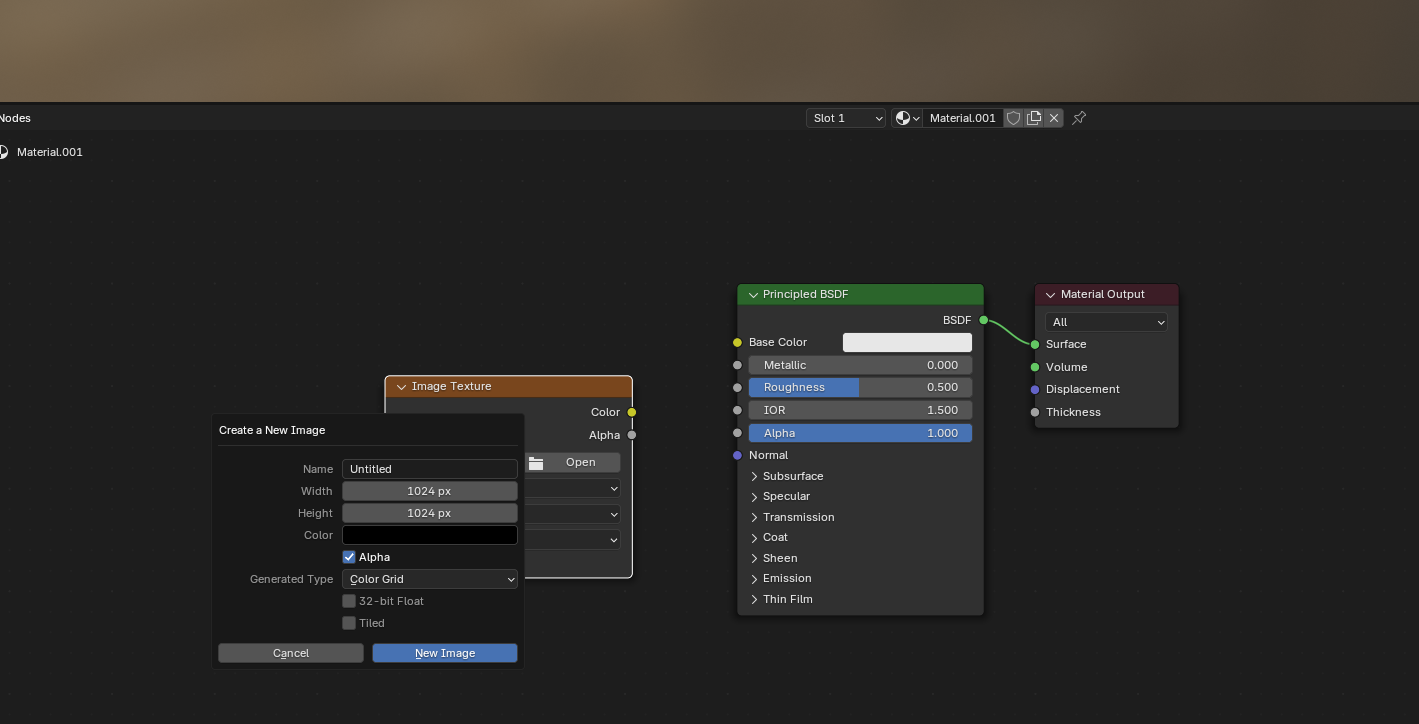 Nodes
Slot 1
Material.001
Material.001
Principled BSDF
BSDF
Base Color
Metallic 0.000
Roughness 0.500
IOR 1.500
Alpha 1.000
Normal
Subsurface
Specular
Transmission
Coat
Sheen
Emission
Thin Film
Material Output
All
Surface
Volume
Displacement
Thickness
Image Texture
Color
Alpha
Open
Create a New Image
Name Untitled
Width 1024 px
Height 1024 px
Color
Alpha
Generated Type Color Grid
32-bit Float
Tiled
Cancel New Image